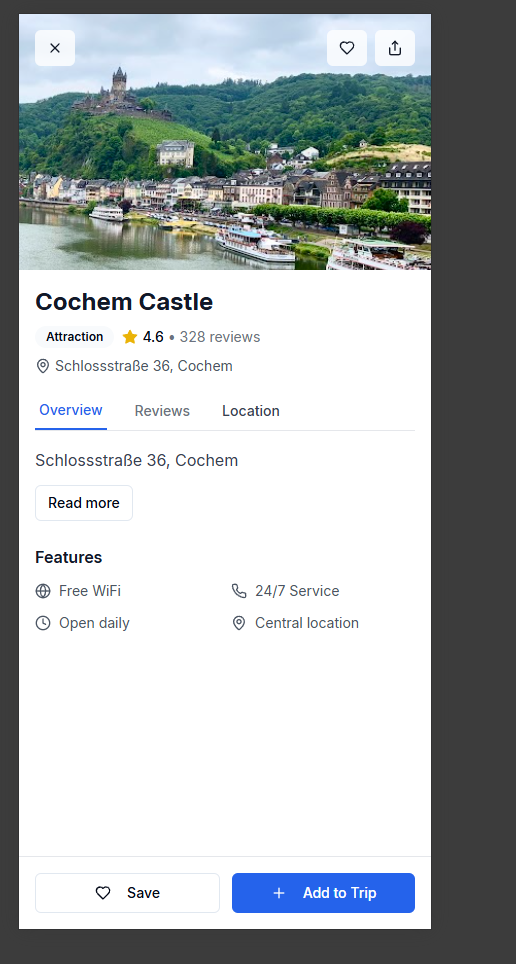 Cochem Castle
Attraction 4.6 • 328 reviews
Schlossstraße 36, Cochem
Overview Reviews Location
Schlossstraße 36, Cochem
Read more
Features
Free WiFi 24/7 Service
Open daily Central location
Save Add to Trip